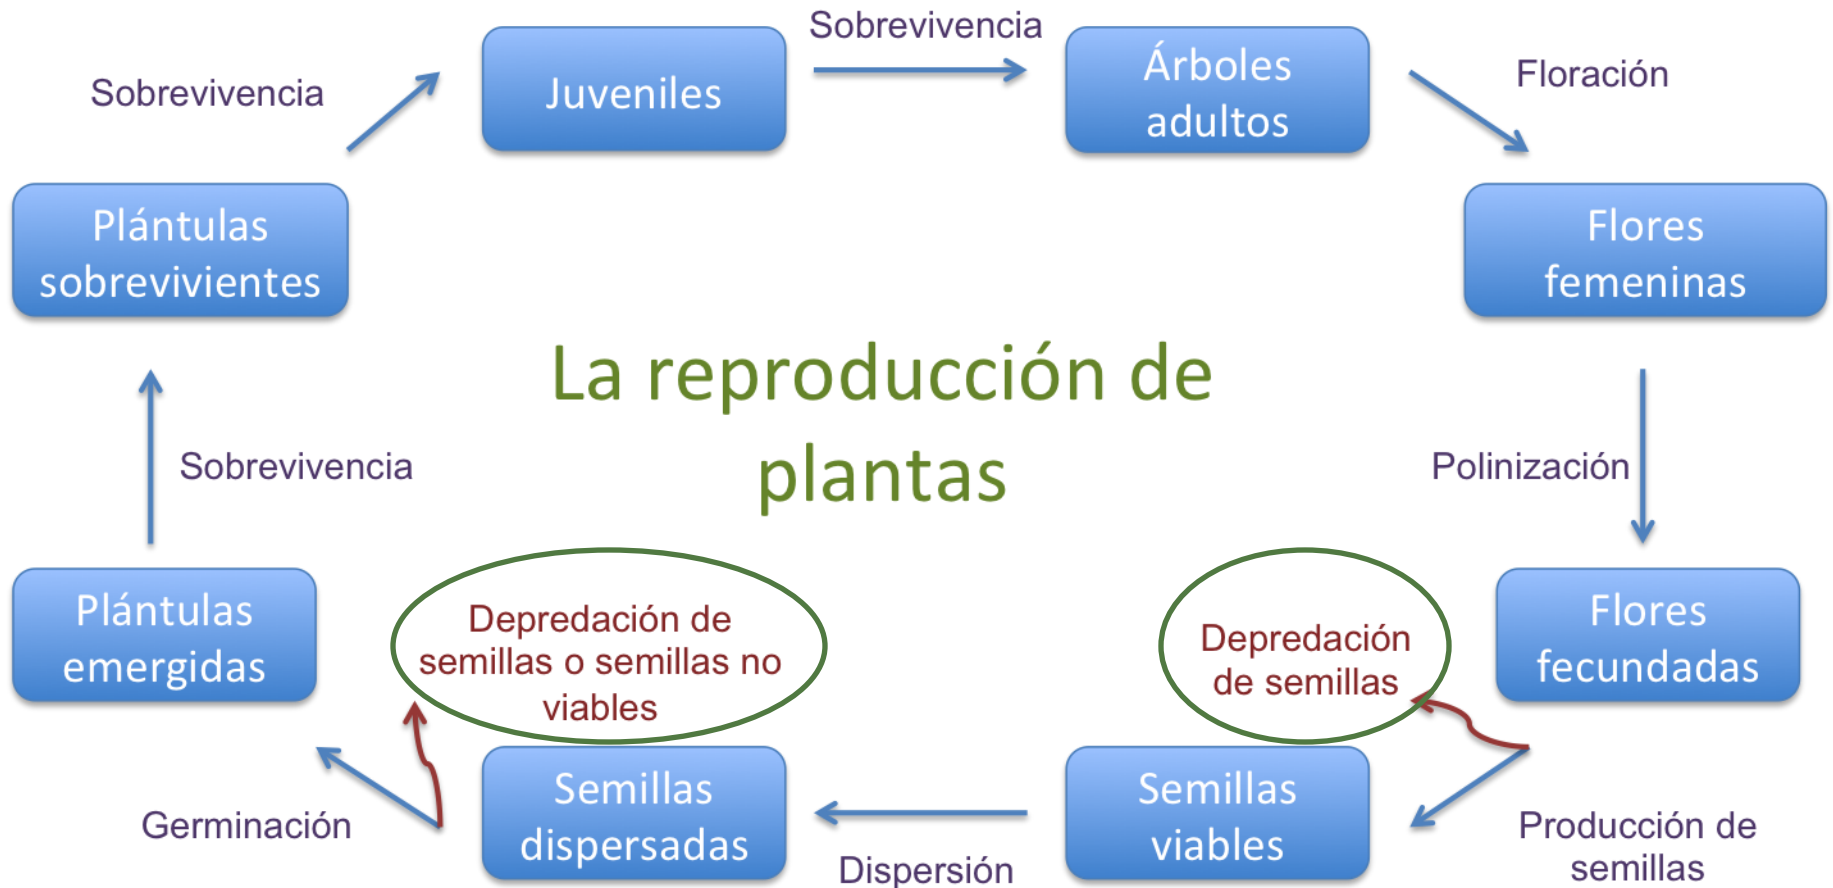 Sobrevivencia
Juveniles
Sobrevivencia
Árboles
adultos
Floración
Flores
femeninas
Polinización
Flores
fecundadas
Producción de
semillas
Depredación
de semillas
Semillas
viables
Dispersión
Semillas
dispersadas
Depredación de
semillas o semillas no
viables
Germinación
Plántulas
emergidas
Sobrevivencia
Plántulas
sobrevivientes
La reproducción de
plantas